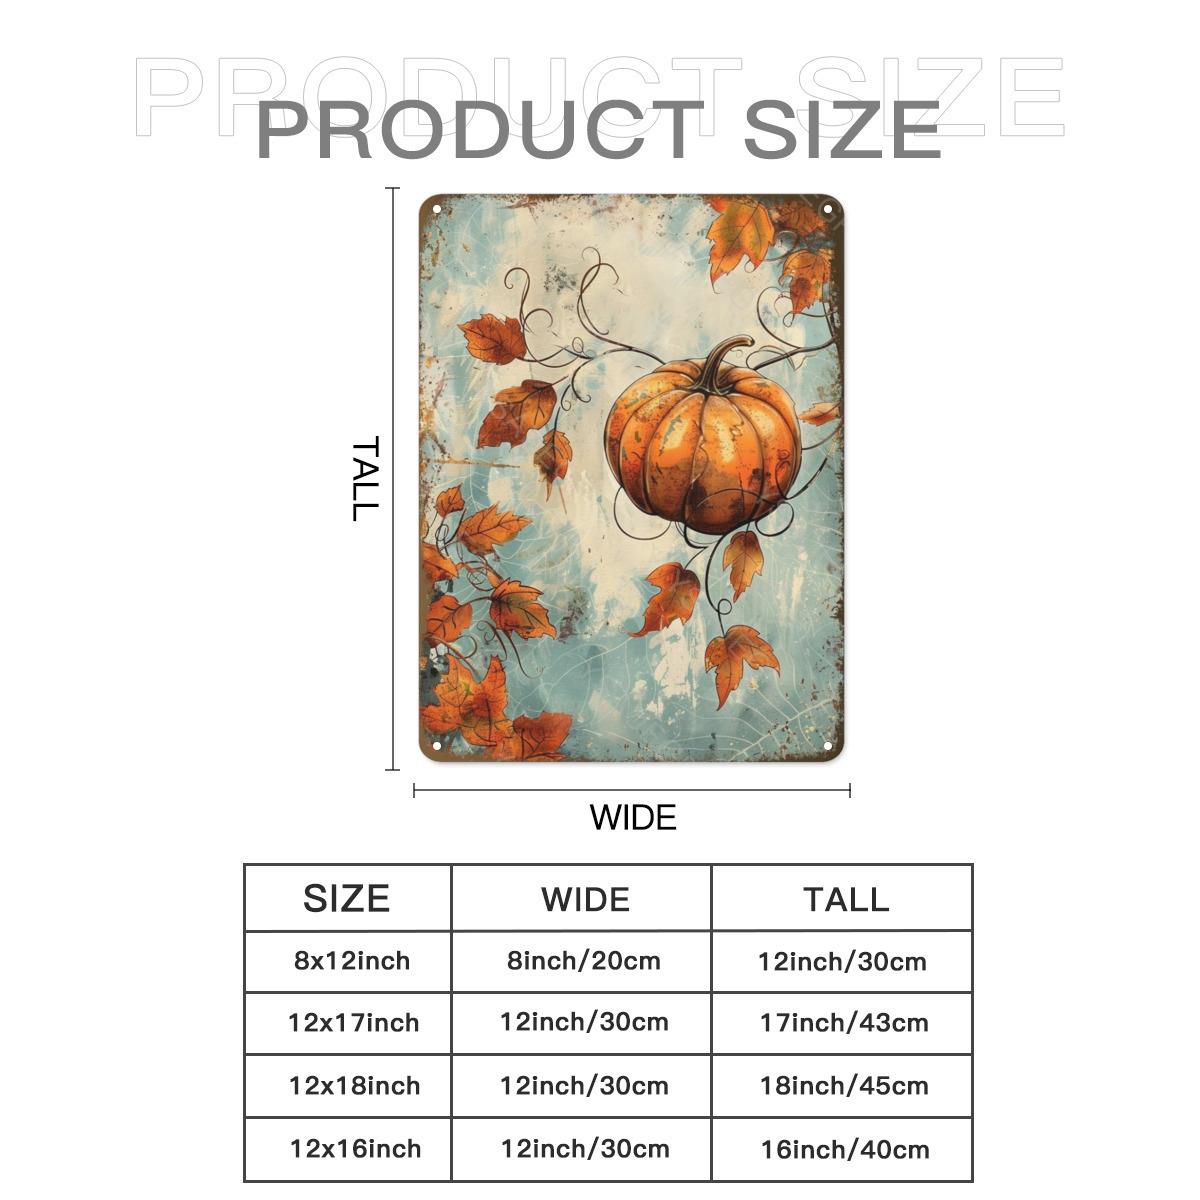 PRODUCT SIZE
PRODUCT SIZE
TALL
WIDE
SIZE WIDE TALL
8x12inch 8inch/20cm 12inch/30cm
12x17inch 12inch/30cm 17inch/43cm
12x18inch 12inch/30cm 18inch/45cm
12x16inch 12inch/30cm 16inch/40cm